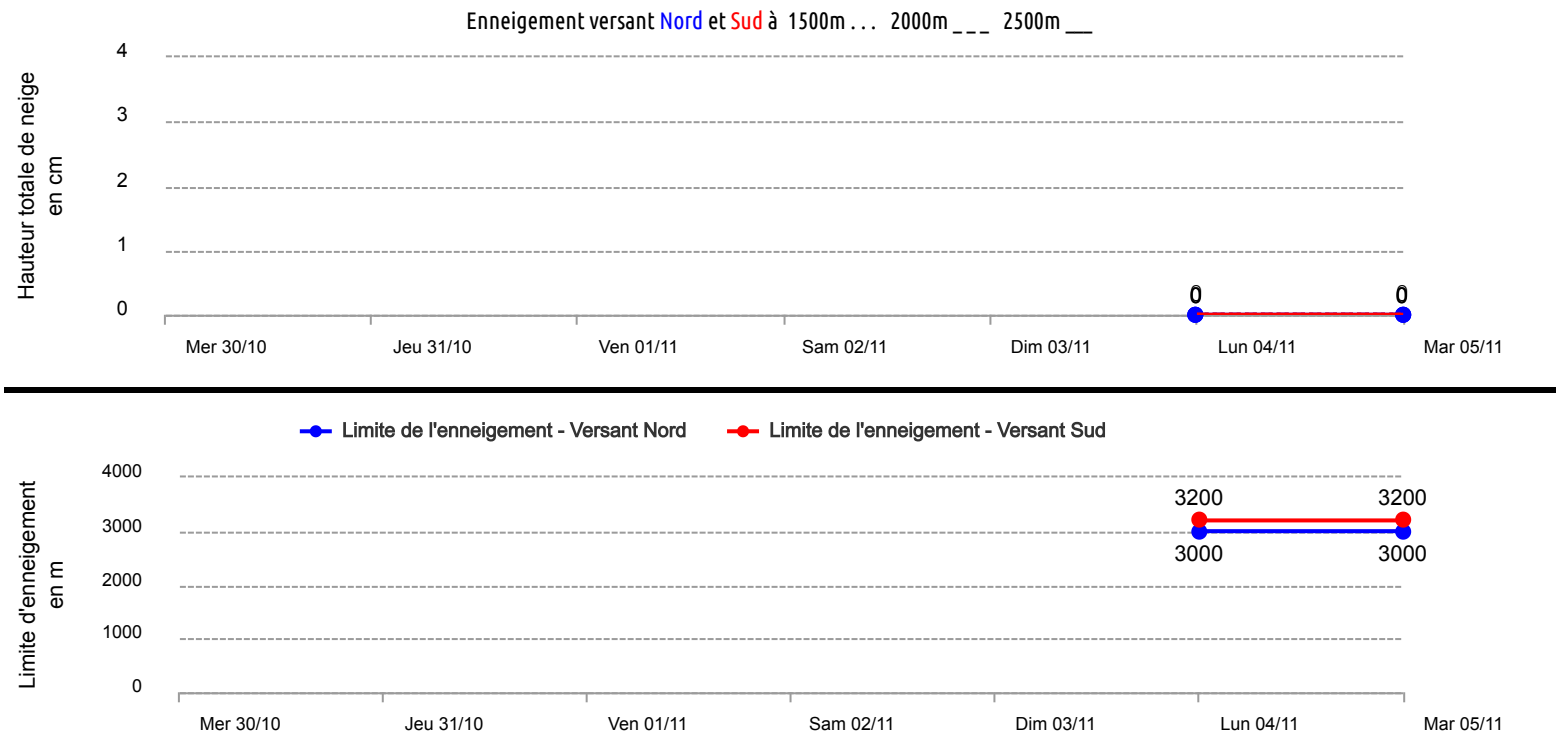 Enneigement versant Nord et Sud à 1500m . . . 2000m _ _ _ 2500m __
Hauteur totale de neige
en cm
4
3
2
1
0
0 0
Mer 30/10 Jeu 31/10 Ven 01/11 Sam 02/11 Dim 03/11 Lun 04/11 Mar 05/11
Limite de l'enneigement - Versant Nord Limite de l'enneigement - Versant Sud
Limite d'enneigement
en m
4000
3000
2000
1000
0
3200 3200
3000 3000
Mer 30/10 Jeu 31/10 Ven 01/11 Sam 02/11 Dim 03/11 Lun 04/11 Mar 05/11